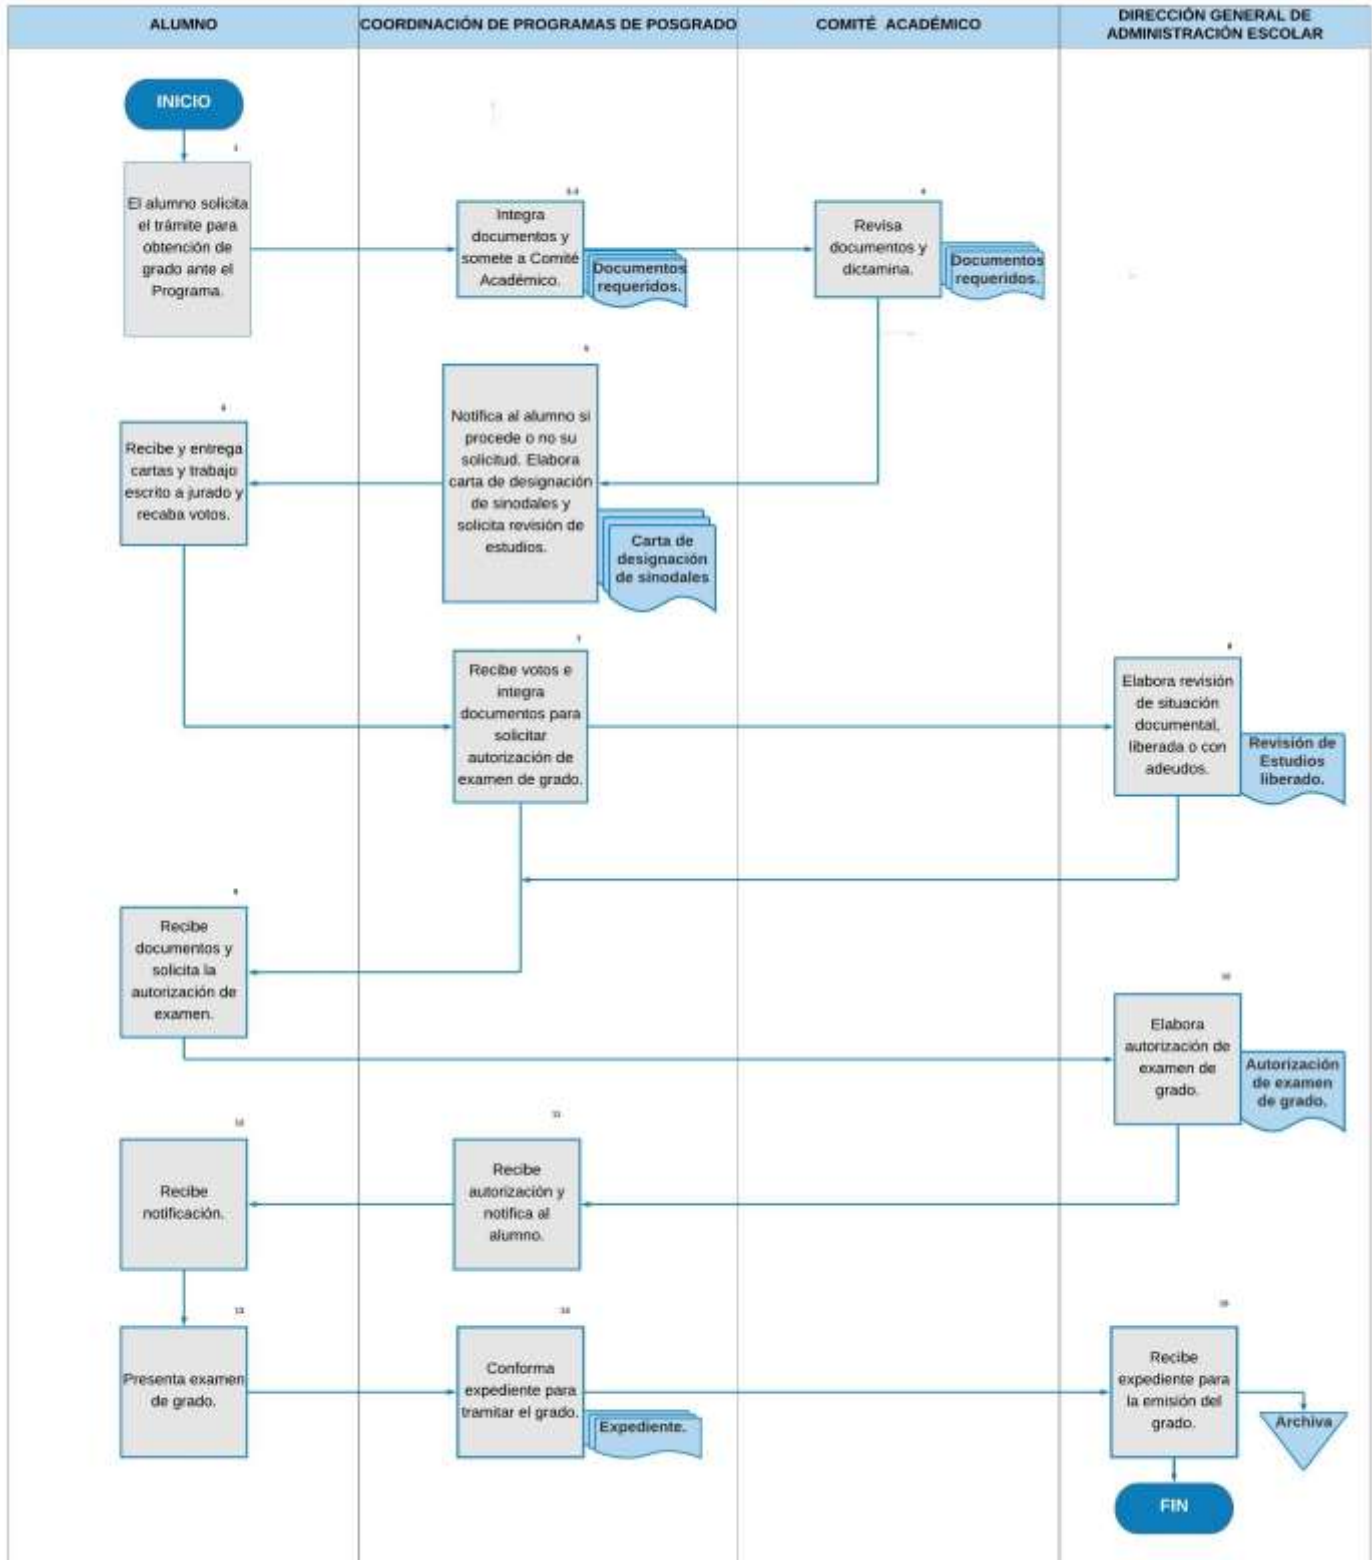 ALUMNO
COORDINACIÓN DE PROGRAMAS DE POSGRADO
COMITÉ ACADÉMICO
DIRECCIÓN GENERAL DE
ADMINISTRACIÓN ESCOLAR
INICIO
El alumno solicita
el trámite para
obtención de
grado ante el
Programa.
Integra
documentos y
somete a Comité
Académico.
Documentos
requeridos.
Revisa
documentos y
dictamina.
Documentos
requeridos.
Notifica al alumno si
procede o no su
solicitud. Elabora
carta de designación
de sinodales y
solicita revisión de
estudios.
Carta de
designación
de sinodales
Recibe y entrega
cartas y trabajo
escrito a jurado y
recaba votos.
7
Recibe votos e
integra
documentos para
solicitar
autorización de
examen de grado.
Elabora revisión
de situación
documental,
liberada o con
adeudos.
Revisión de
Estudios
liberado.
Recibe
documentos y
solicita la
autorización de
examen.
10
Elabora
autorización de
examen de
grado.
Autorización
de examen
de grado.
11
Recibe
autorización y
notifica al
alumno.
12
Recibe
notificación.
13
Presenta examen
de grado.
14
Conforma
expediente para
tramitar el grado.
Expediente.
Recibe
expediente para
la emisión del
grado.
Archiva
FIN